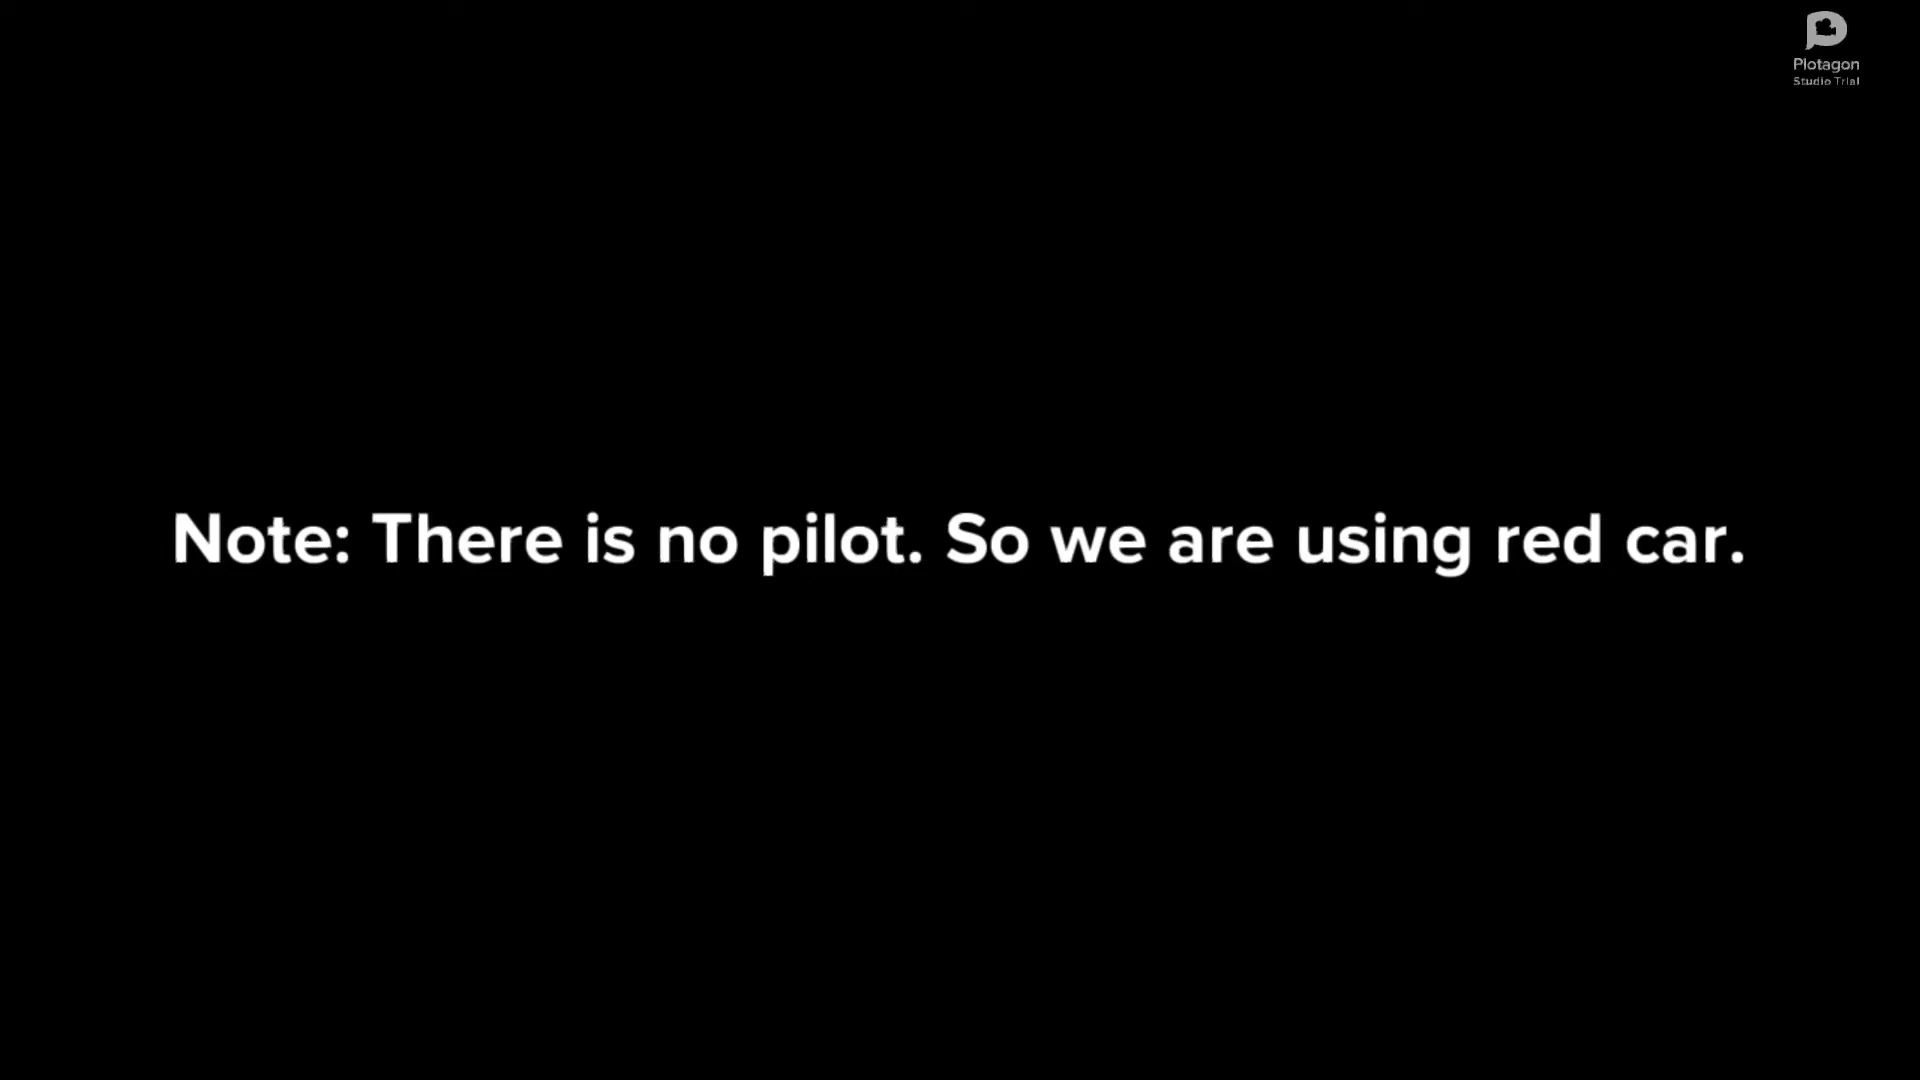 Plotagon
Studio Trial
Note: There is no pilot. So we are using red car.